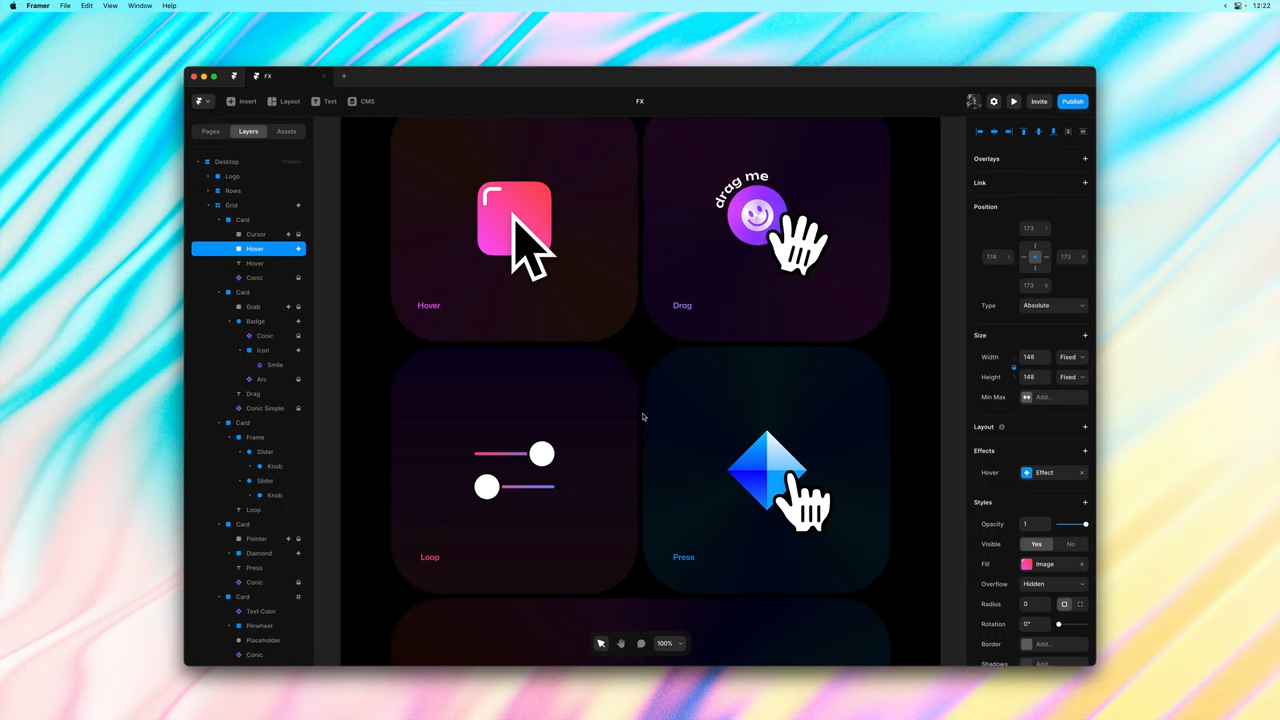 Framer File Edit View Window Help 12:22
FX
Insert Layout Text CMS FX Invite Publish
Pages Layers Assets
Desktop Primary
Logo
Rows
Grid
Card
Cursor
Hover
Hover
Conic
Card
Grab
Badge
Conic
Icon
Smile
Arc
Drag
Conic Simple
Card
Frame
Slider
Knob
Slider
Knob
Loop
Card
Pointer
Diamond
Press
Conic
Card
Text Color
Pinwheel
Placeholder
Conic
drag me
Hover
Drag
Loop
Press
100%
Overlays
Link
Position
173 T
174 L 173 R
173 B
Type Absolute
Size
Width 148 Fixed
Height 148 Fixed
Min Max Add...
Layout
Effects
Hover Effect
Styles
Opacity 1
Visible Yes No
Fill Image
Overflow Hidden
Radius 0
Rotation 0°
Border Add...
Shadows Add...